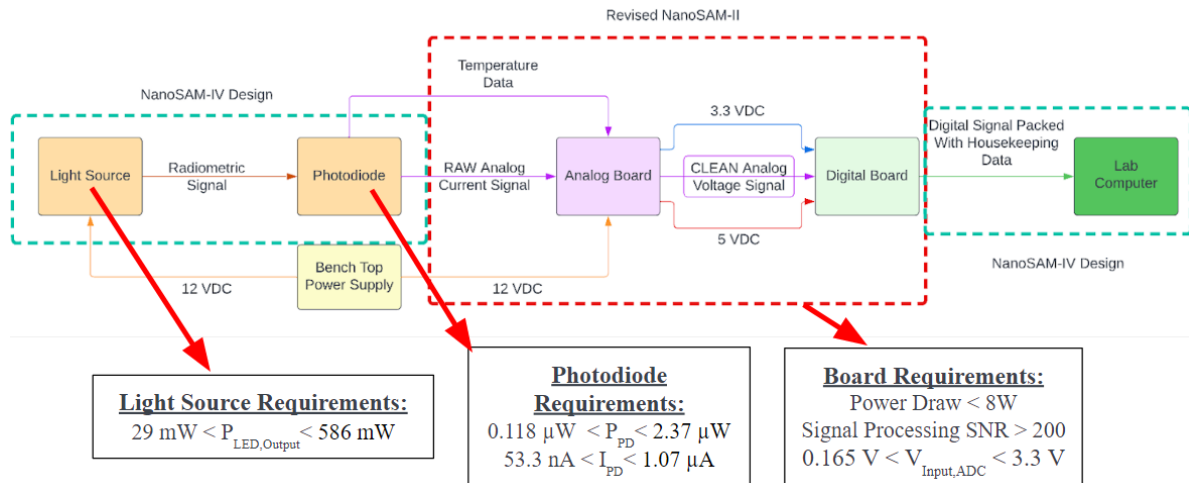 Revised NanoSAM-II
NanoSAM-IV Design
Temperature
Data
3.3 VDC
Digital Signal Packed
With Housekeeping
Data
Light Source
Radiometric
Signal
Photodiode
RAW Analog
Current Signal
Analog Board
CLEAN Analog
Voltage Signal
Digital Board
Lab
Computer
5 VDC
NanoSAM-IV Design
Bench Top
Power Supply
12 VDC
12 VDC
Light Source Requirements:
29 mW < P_LED,Output < 586 mW
Photodiode
Requirements:
0.118 µW < P_PD < 2.37 µW
53.3 nA < I_PD < 1.07 µA
Board Requirements:
Power Draw < 8W
Signal Processing SNR > 200
0.165 V < V_Input,ADC < 3.3 V